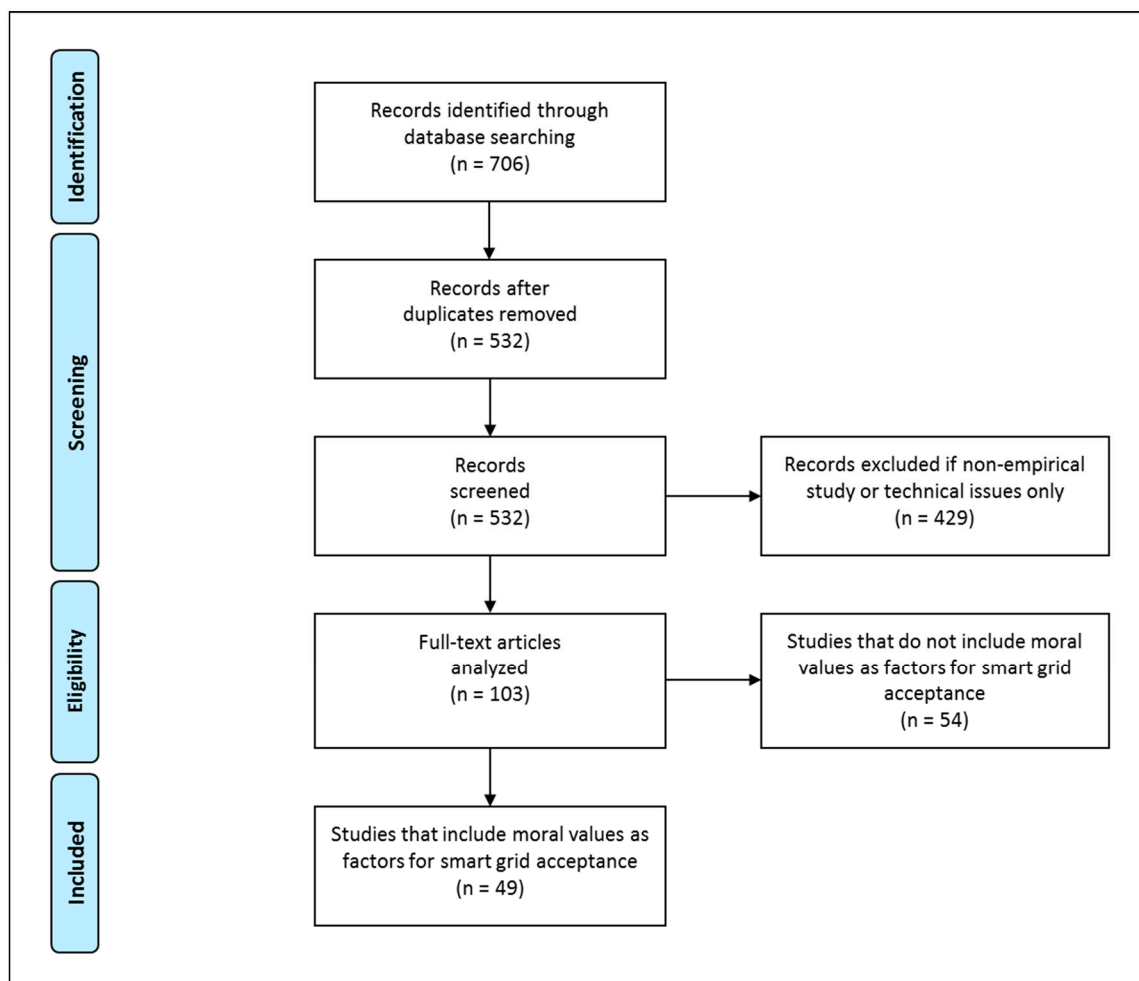 Identification
Records identified through
database searching
(n = 706)
Screening
Records after
duplicates removed
(n = 532)
Records
screened
(n = 532)
Records excluded if non-empirical
study or technical issues only
(n = 429)
Eligibility
Full-text articles
analyzed
(n = 103)
Studies that do not include moral
values as factors for smart grid
acceptance
(n = 54)
Included
Studies that include moral values as
factors for smart grid acceptance
(n = 49)